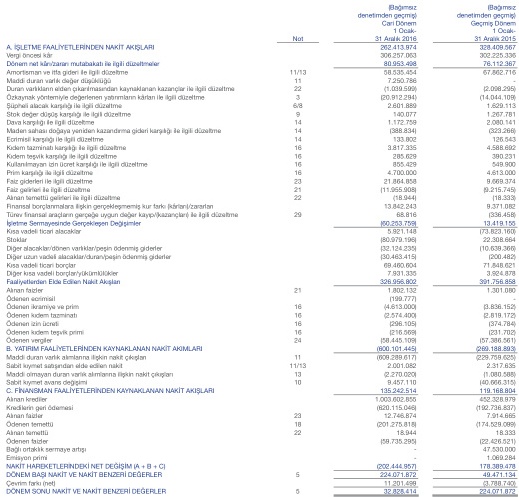 (Bağımsız (Bağımsız
denetimden geçmiş) denetimden geçmiş)
Cari Dönem Geçmiş Dönem
1 Ocak- 1 Ocak-
Not 31 Aralık 2016 31 Aralık 2015
A. İŞLETME FAALİYETLERİNDEN NAKİT AKIŞLARI 262.413.974 328.409.567
Vergi öncesi kâr 306.257.063 302.225.336
Dönem net kârı/zararı mutabakatı ile ilgili düzeltmeler 80.953.498 76.112.367
Amortisman ve itfa gideri ile ilgili düzeltme 11/13 58.535.454 67.862.716
Maddi duran varlık değer düşüklüğü 11 7.250.786 -
Duran varlıkların elden çıkarılmasından kaynaklanan kazançlar ile ilgili düzeltme 22 (1.039.599) (2.098.295)
Özkaynak yöntemiyle değerlenen yatırımların kârları ile ilgili düzeltme 3 (20.912.294) (14.044.109)
Şüpheli alacak karşılığı ile ilgili düzeltme 6/8 2.601.889 1.629.113
Stok değer düşüş karşılığı ile ilgili düzeltme 9 140.077 1.267.781
Dava karşılığı ile ilgili düzeltme 14 1.172.759 2.080.141
Maden sahası doğaya yeniden kazandırma gideri karşılığı ile ilgili düzeltme 14 (388.834) (323.266)
Ecrimisil karşılığı ile ilgili düzeltme 14 133.802 126.543
Kıdem tazminatı karşılığı ile ilgili düzeltme 16 3.817.335 4.588.692
Kıdem teşvik karşılığı ile ilgili düzeltme 16 285.629 390.231
Kullanılmayan izin ücret karşılığı ile ilgili düzeltme 16 855.429 549.900
Prim karşılığı ile ilgili düzeltme 16 4.700.000 4.613.000
Faiz giderleri ile ilgili düzeltme 23 21.884.858 9.669.374
Faiz gelirleri ile ilgili düzeltme 21 (11.955.908) (9.215.745)
Alınan temettü gelirleri ile ilgili düzeltme 22 (18.944) (18.333)
Finansal borçlanmalara ilişkin gerçekleşmemiş kur farkı (kârları)/zararları 13.842.243 9.371.082
Türev finansal araçların gerçeğe uygun değer kayıp/(kazançları) ile ilgili düzeltme 29 68.816 (336.458)
İşletme Sermayesinde Gerçekleşen Değişimler (60.253.759) 13.419.155
Kısa vadeli ticari alacaklar 5.921.148 (73.823.160)
Stoklar (80.979.196) 22.308.664
Diğer alacaklar/dönen varlıklar/peşin ödenmiş giderler (32.124.235) (10.639.366)
Diğer uzun vadeli alacaklar/duran/peşin ödenmiş giderler (30.463.415) (200.482)
Kısa vadeli ticari borçlar 69.460.604 71.848.621
Diğer kısa vadeli borçlar/yükümlülükler 7.931.335 3.924.878
Faaliyetlerden Elde Edilen Nakit Akışları 326.956.802 391.756.858
Alınan faizler 21 1.802.132 1.301.080
Ödenen ecrimisil (199.777) -
Ödenen ikramiye ve prim 16 (4.613.000) (3.836.152)
Ödenen kıdem tazminatı 16 (2.574.400) (2.819.172)
Ödenen izin ücreti 16 (296.105) (374.784)
Ödenen kıdem teşvik primi 16 (216.569) (231.702)
Ödenen vergiler 24 (58.445.109) (57.386.561)
B. YATIRIM FAALİYETLERİNDEN KAYNAKLANAN NAKİT AKIMLARI (600.101.445) (269.188.893)
Maddi duran varlık alımlarına ilişkin nakit çıkışları 11 (609.289.617) (229.759.625)
Sabit kıymet satışından elde edilen nakit 11/13 2.001.082 2.317.635
Maddi olmayan duran varlık alımlarına ilişkin nakit çıkışları 13 (2.270.020) (1.080.588)
Sabit kıymet avans değişimi 10 9.457.110 (40.666.315)
C. FİNANSMAN FAALİYETLERİNDEN KAYNAKLANAN NAKİT AKIŞLARI 135.242.514 119.168.804
Alınan krediler 1.003.602.855 452.328.979
Kredilerin geri ödemesi (620.115.046) (192.736.837)
Alınan faizler 23 12.746.874 7.914.665
Ödenen temettü 18 (201.275.818) (174.529.099)
Alınan temettü 22 18.944 18.333
Ödenen faizler (59.735.295) (22.426.521)
Bağlı ortaklık sermaye artışı - 47.530.000
Emisyon primi - 1.069.284
NAKİT HAREKETLERİNDEKİ NET DEĞİŞİM (A + B + C) (202.444.957) 178.389.478
DÖNEM BAŞI NAKİT VE NAKİT BENZERİ DEĞERLER 5 224.071.872 49.471.134
Çevrim farkı (net) 11.201.499 (3.788.740)
DÖNEM SONU NAKİT VE NAKİT BENZERİ DEĞERLER 5 32.828.414 224.071.872